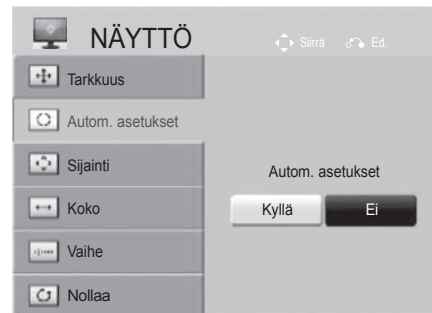 NÄYTTÖ
Siirrä Ed.
Tarkkuus
Autom. asetukset
Sijainti
Koko
Vaihe
Nollaa
Autom. asetukset
Kyllä Ei